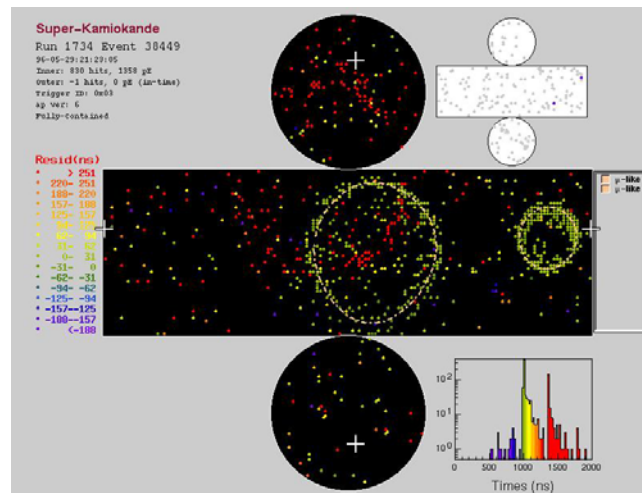 Super-Kamiokande
Run 1734 Event 38449
96-05-29:21:20:05
Inner: 830 hits, 1358 pE
Outer: -1 hits, 0 pE (in-time)
Trigger ID: 0x03
ap ver: 6
Fully-Contained
Resid(ns)
> 251
220- 251
188- 220
157- 188
125- 157
94- 125
62- 94
31- 62
0- 31
-31- 0
-62- -31
-94- -62
-125- -94
-157--125
-188--157
<-188
μ-like
μ-like
10²
10¹
10⁰
0 500 1000 1500 2000
Times (ns)